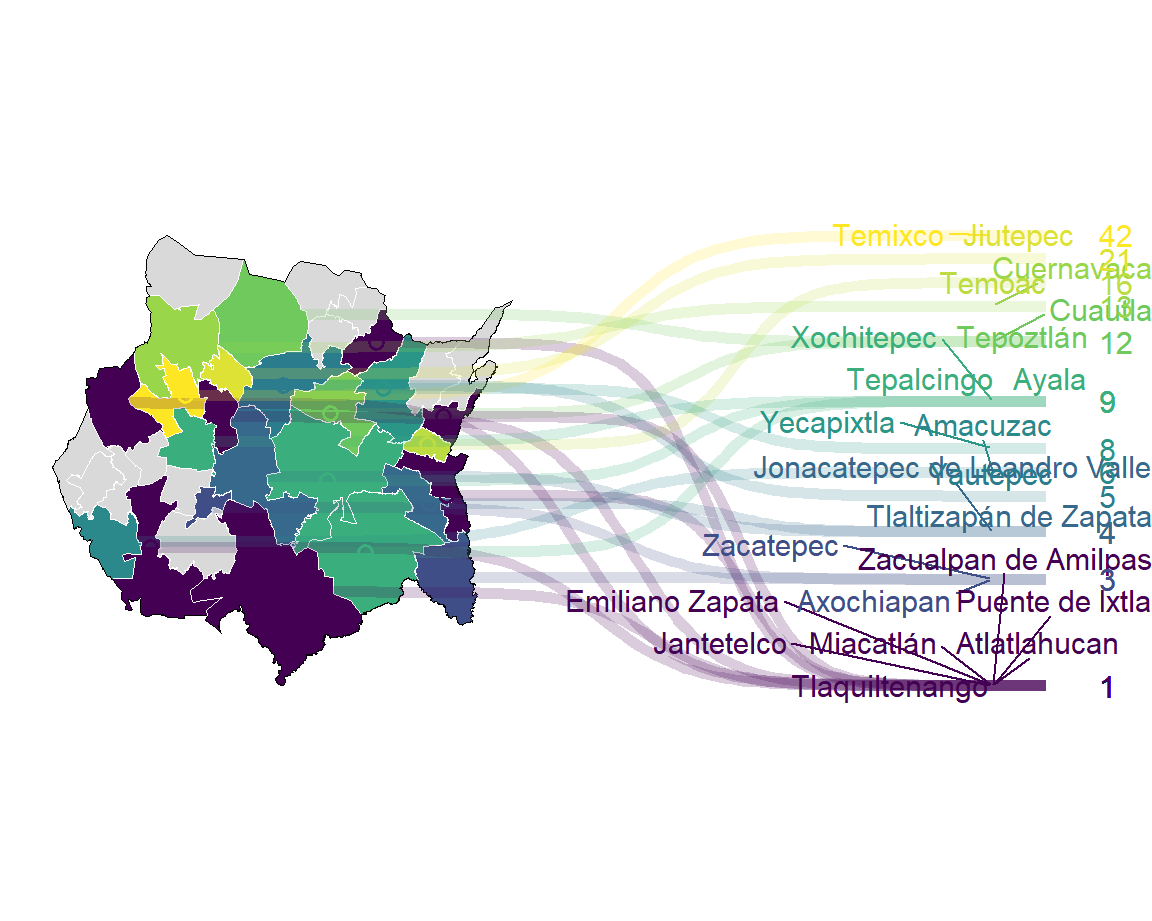 Temixco Jiutepec 42
21
Cuernavaca
Temoac 16
13
Cuautla
Xochitepec Tepoztlán 12
Tepalcingo Ayala
9
Yecapixtla Amacuzac
8
Jonacatepec de Leandro Valle 6
Yautepec
5
Tlaltizapán de Zapata
4
Zacatepec
Zacualpan de Amilpas
3
Emiliano Zapata Axochiapan Puente de Ixtla
Jantetelco Miacatlán Atlatlahucan
Tlaquiltenango 1